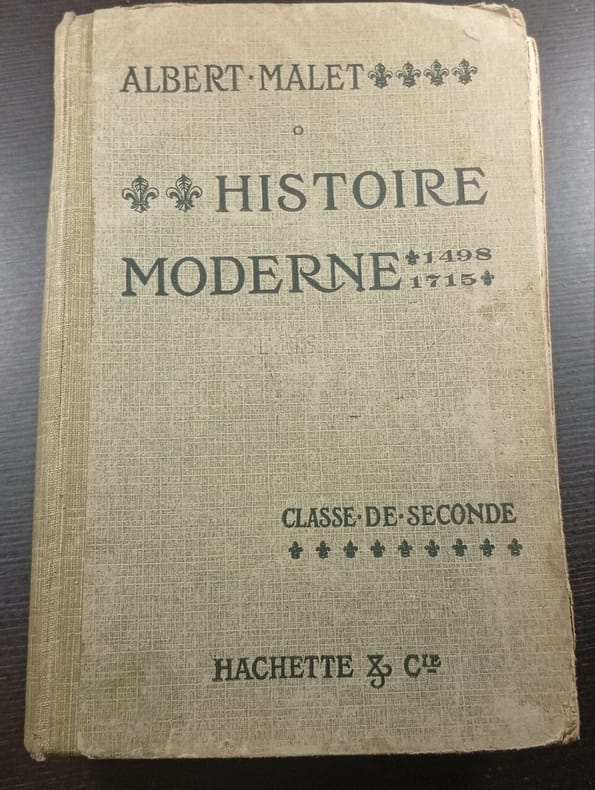 ALBERT·MALET
HISTOIRE
MODERNE 1498
1715
CLASSE·DE·SECONDE
HACHETTE & Cie